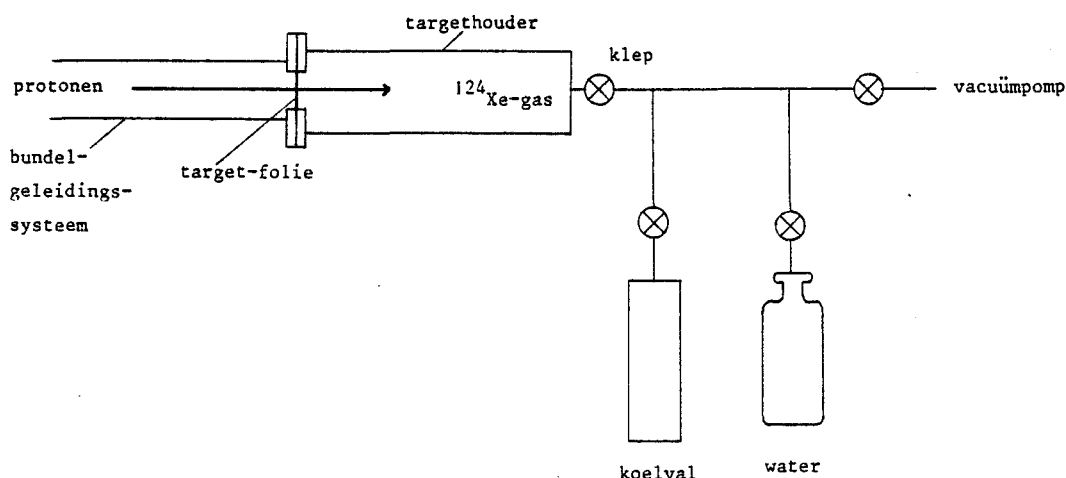 targethouder
klep
protonen
124Xe-gas
vacuümpomp
bundel-
geleidings-
systeem
target-folie
koelval
water